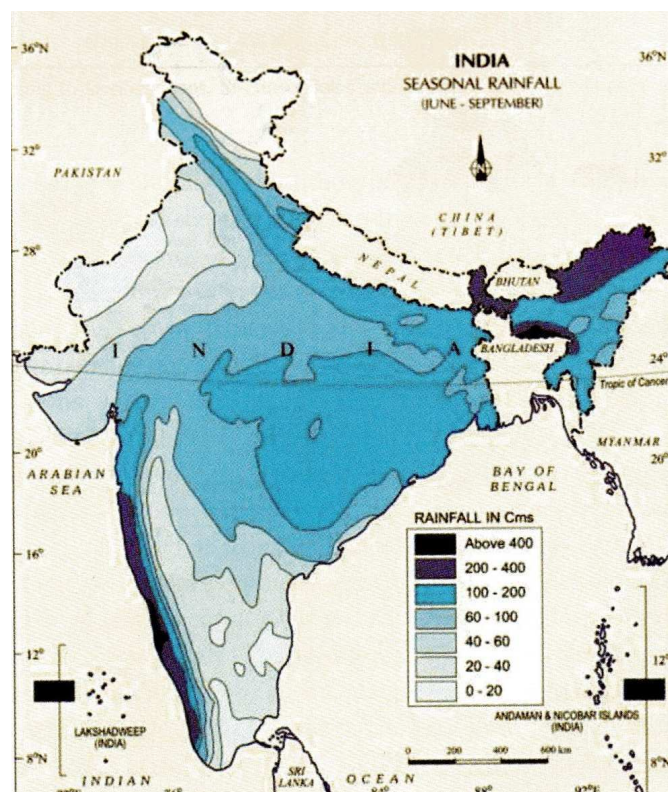 36°N
INDIA
SEASONAL RAINFALL
(JUNE - SEPTEMBER)
36°N
32°
N
32°
PAKISTAN
CHINA
(TIBET)
28°
NEPAL
BHUTAN
28°
24°
I N D I A
BANGLADESH
24°
Tropic of Cancer
20°
MYANMAR
20°
ARABIAN
SEA
BAY OF
BENGAL
RAINFALL IN Cms
Above 400
200 - 400
100 - 200
60 - 100
40 - 60
20 - 40
0 - 20
16°
16°
12°
12°
LAKSHADWEEP
(INDIA)
ANDAMAN & NICOBAR ISLANDS
(INDIA)
0 200 400 600 km
8°N
8°N
INDIAN
SRI
LANKA
OCEAN